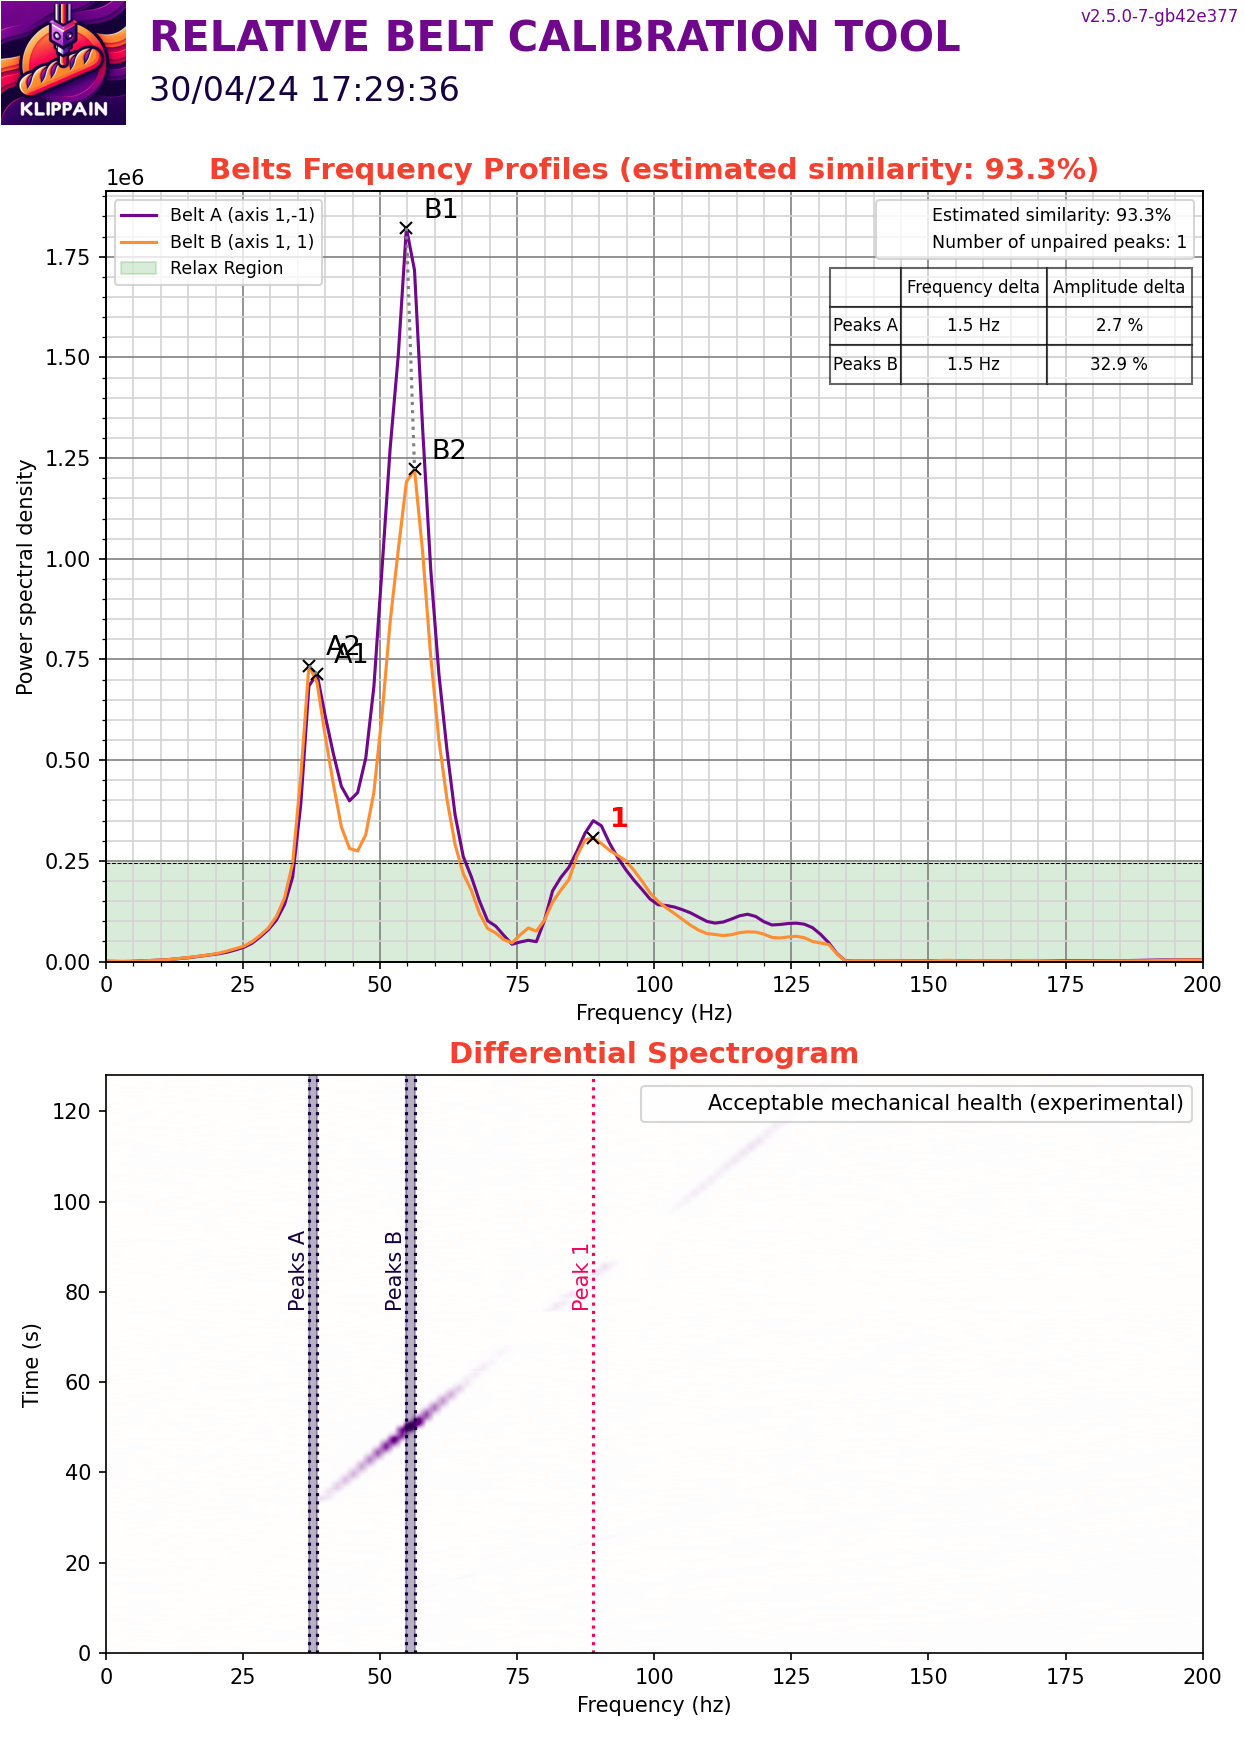 v2.5.0-7-gb42e377
RELATIVE BELT CALIBRATION TOOL
30/04/24 17:29:36
KLIPPAIN
Belts Frequency Profiles (estimated similarity: 93.3%)
1e6
Belt A (axis 1,-1)
Belt B (axis 1, 1)
Relax Region
Estimated similarity: 93.3%
Number of unpaired peaks: 1
Frequency delta Amplitude delta
Peaks A 1.5 Hz 2.7 %
Peaks B 1.5 Hz 32.9 %
B1
B2
A2
A1
1
Power spectral density
1.75
1.50
1.25
1.00
0.75
0.50
0.25
0.00
0 25 50 75 100 125 150 175 200
Frequency (Hz)
Differential Spectrogram
Acceptable mechanical health (experimental)
Peaks A
Peaks B
Peak 1
Time (s)
120
100
80
60
40
20
0
0 25 50 75 100 125 150 175 200
Frequency (hz)